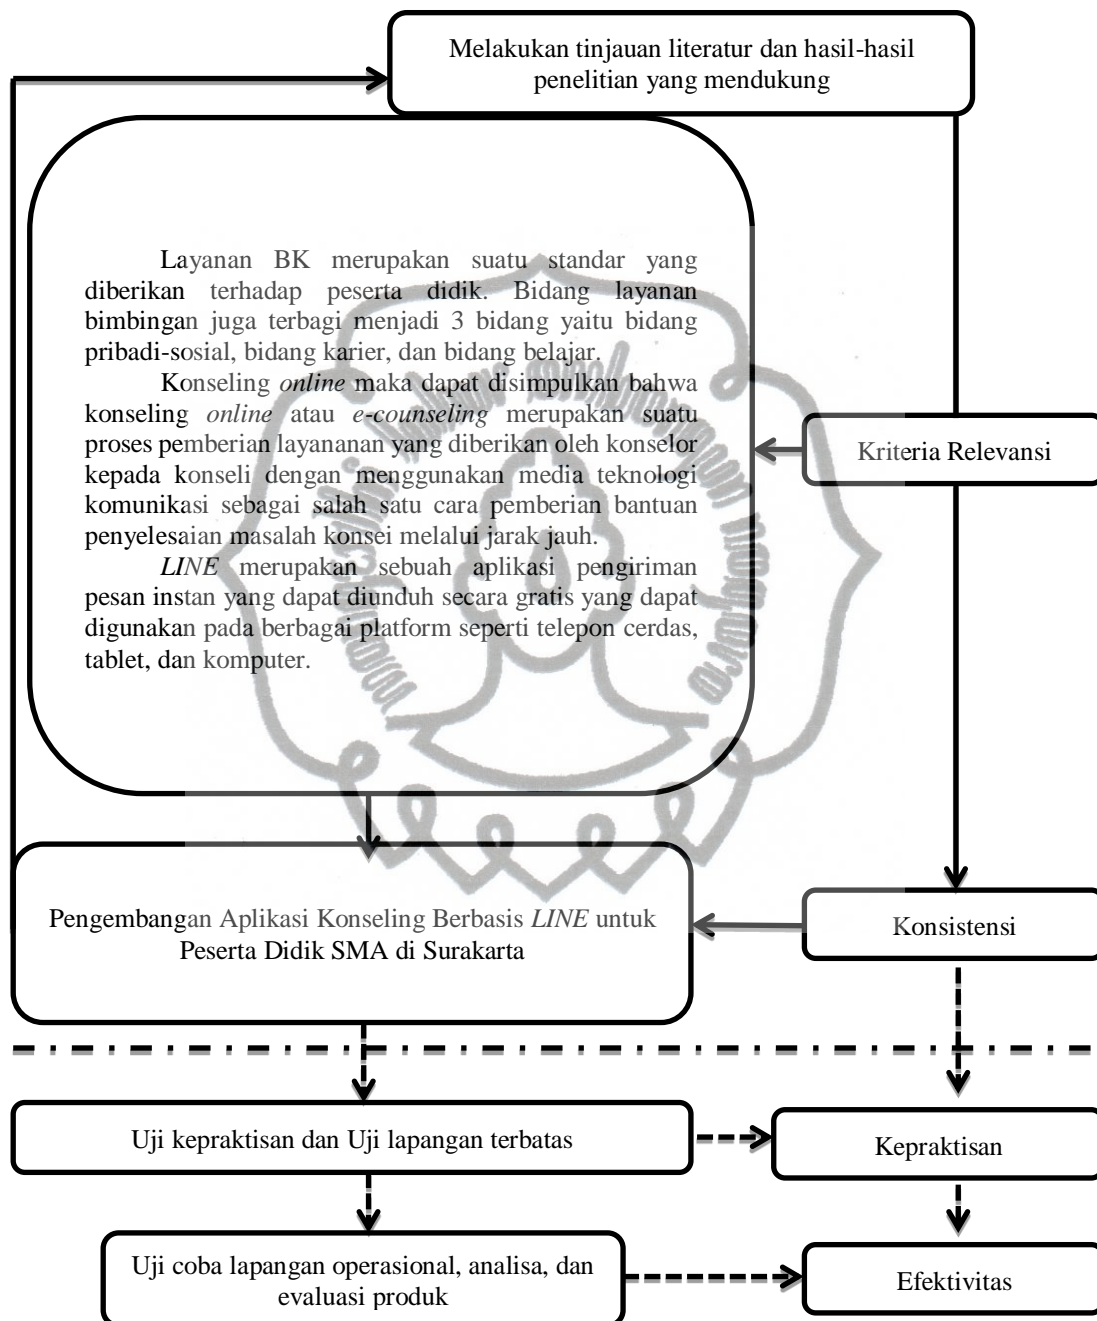 Melakukan tinjauan literatur dan hasil-hasil
penelitian yang mendukung
Layanan BK merupakan suatu standar yang
diberikan terhadap peserta didik. Bidang layanan
bimbingan juga terbagi menjadi 3 bidang yaitu bidang
pribadi-sosial, bidang karier, dan bidang belajar.
Konseling online maka dapat disimpulkan bahwa
konseling online atau e-counseling merupakan suatu
proses pemberian layananan yang diberikan oleh konselor
kepada konseli dengan menggunakan media teknologi
komunikasi sebagai salah satu cara pemberian bantuan
penyelesaian masalah konsei melalui jarak jauh.
LINE merupakan sebuah aplikasi pengiriman
pesan instan yang dapat diunduh secara gratis yang dapat
digunakan pada berbagai platform seperti telepon cerdas,
tablet, dan komputer.
Kriteria Relevansi
Pengembangan Aplikasi Konseling Berbasis LINE untuk
Peserta Didik SMA di Surakarta
Konsistensi
Uji kepraktisan dan Uji lapangan terbatas
Kepraktisan
Uji coba lapangan operasional, analisa, dan
evaluasi produk
Efektivitas